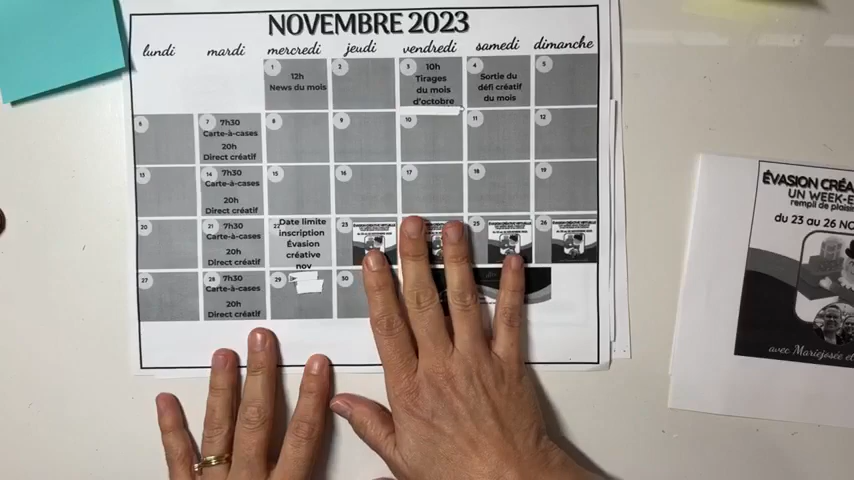 NOVEMBRE 2023
lundi mardi mercredi jeudi vendredi samedi dimanche
1 2 3 4 5
12h
News du mois
10h
Tirages
du mois
d'octobre
Sortie du
défi créatif
du mois
6 7 8 9 10 11 12
7h30
Carte-à-cases
20h
Direct créatif
13 14 15 16 17 18 19
7h30
Carte-à-cases
20h
Direct créatif
20 21 22 23 25 26
7h30
Carte-à-cases
20h
Direct créatif
Date limite
inscription
Évasion
créative
nov
27 28 29 30
7h30
Carte-à-cases
20h
Direct créatif
ÉVASION CRÉA
UN WEEK-E
rempli de plaisi
du 23 au 26 NO
avec Mariejosée et